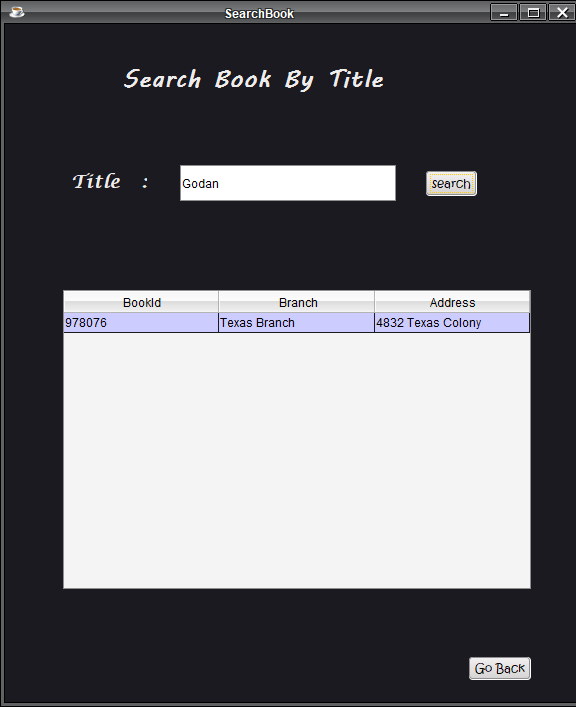 SearchBook
Search Book By Title
Title : Godan search
BookId Branch Address
978076 Texas Branch 4832 Texas Colony
Go Back